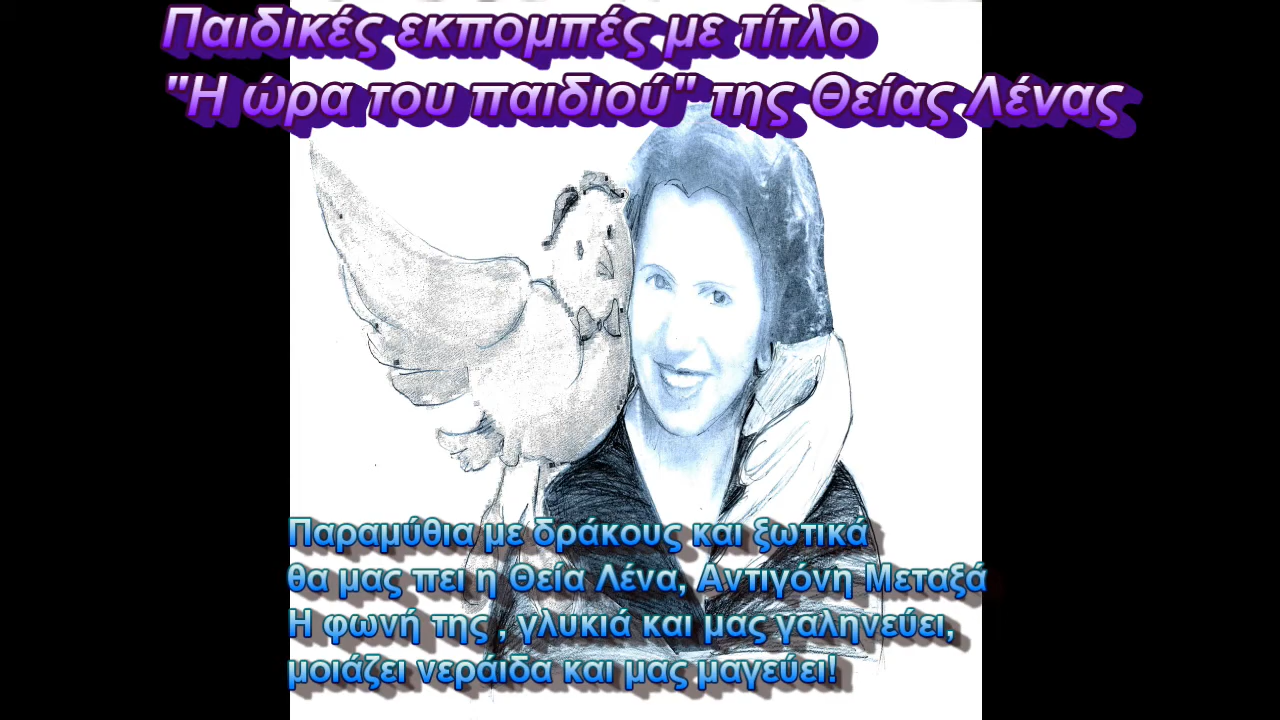 Παιδικές εκπομπές με τίτλο
"Η ώρα του παιδιού" της Θείας Λένας
Παραμύθια με δράκους και ξωτικά
θα μας πει η Θεία Λένα, Αντιγόνη Μεταξά
Η φωνή της , γλυκιά και μας γαληνεύει,
μοιάζει νεράιδα και μας μαγεύει!